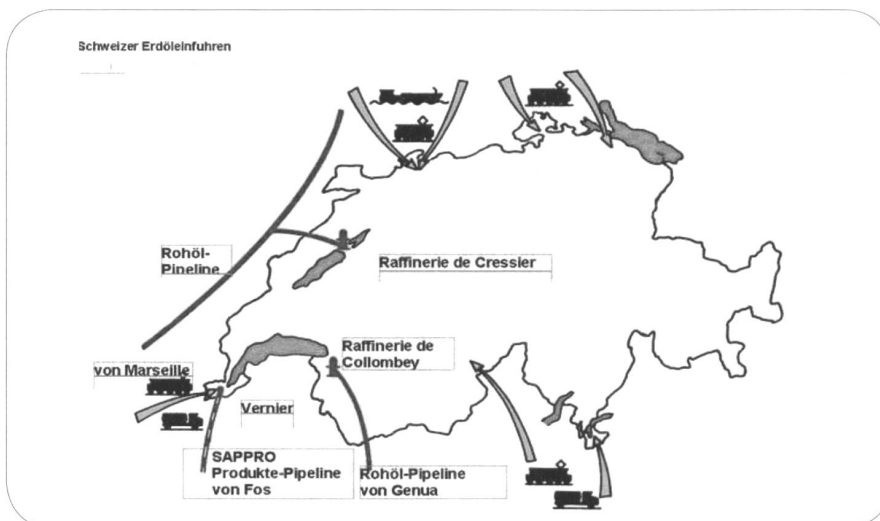 Schweizer Erdöleinfuhren
Rohöl-
Pipeline
Raffinerie de Cressier
Raffinerie de
Collombey
von Marseille
Vernier
SAPPRO
Produkte-Pipeline
von Fos
Rohöl-Pipeline
von Genua